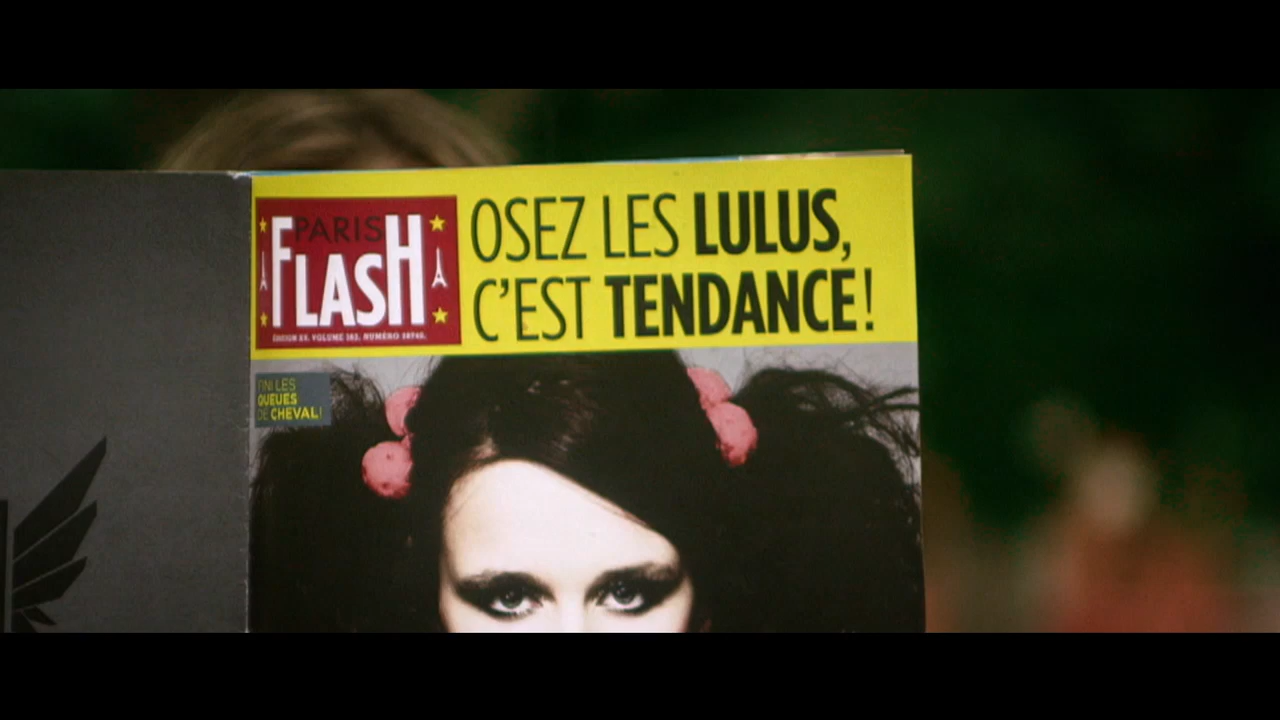 PARIS
FLASH
OSEZ LES LULUS,
C'EST TENDANCE!
FINI LES
QUEUES
DE CHEVAL!